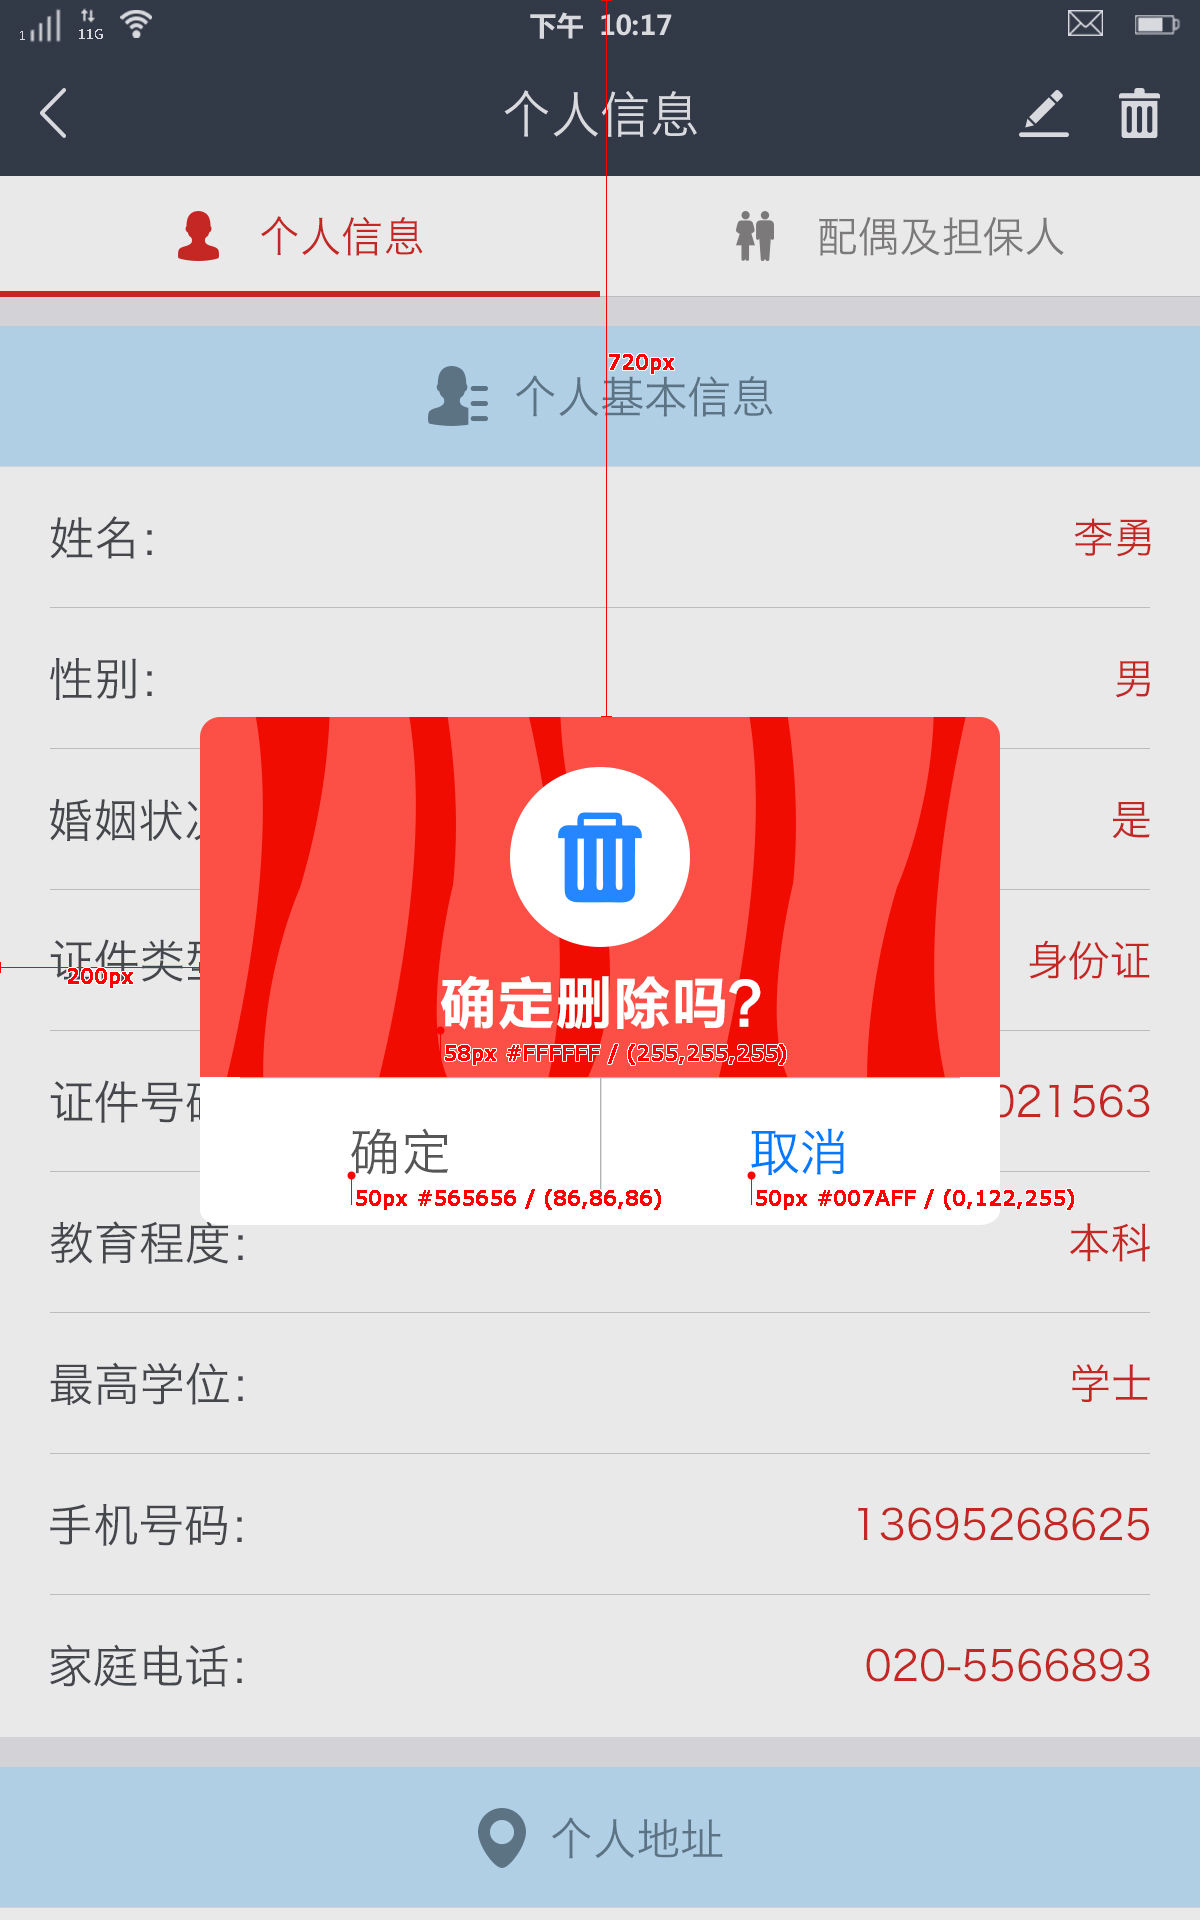 1 11G 下午 10:17
个人信息
个人信息 配偶及担保人
720px
个人基本信息
姓名: 李勇
性别: 男
婚姻状 是
证件类 身份证
200px
确定删除吗?
58px #FFFFFF / (255,255,255)
证件号 021563
确定 取消
50px #565656 / (86,86,86) 50px #007AFF / (0,122,255)
教育程度: 本科
最高学位: 学士
手机号码: 13695268625
家庭电话: 020-5566893
个人地址